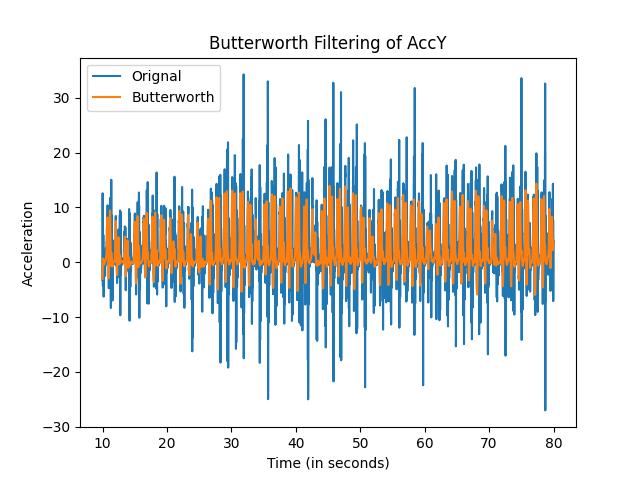 Butterworth Filtering of AccY
Orignal
Butterworth
Acceleration
30
20
10
0
−10
−20
−30
10 20 30 40 50 60 70 80
Time (in seconds)